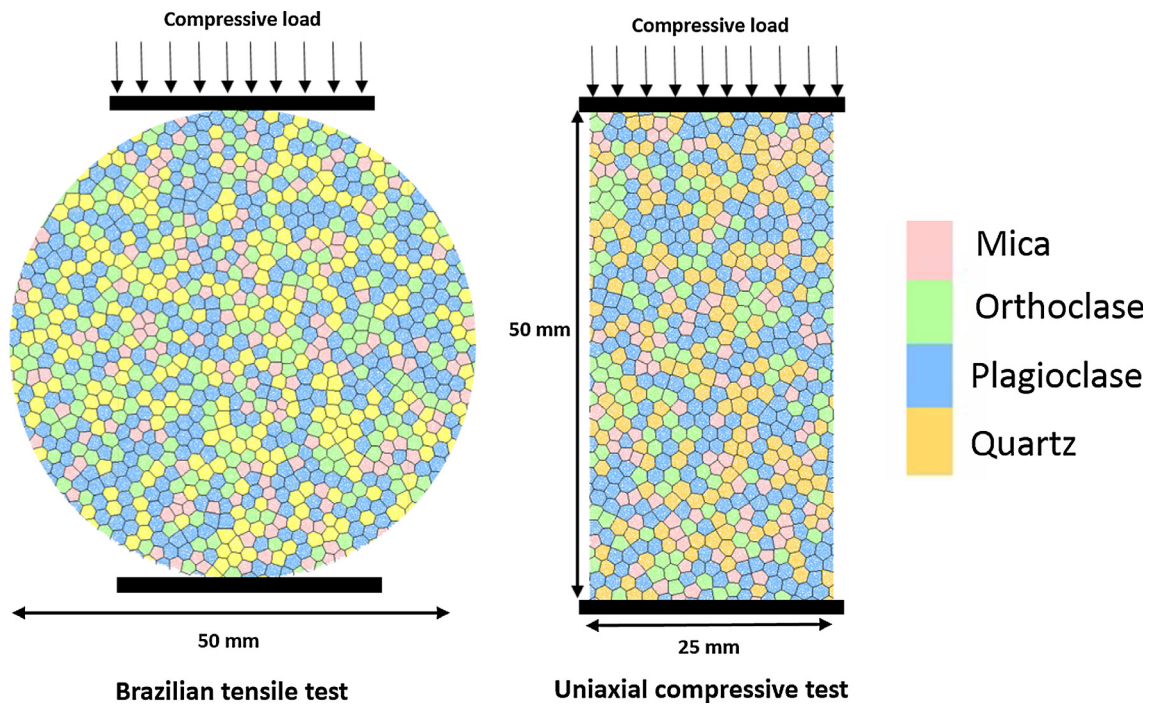 Compressive load
50 mm
Brazilian tensile test
Compressive load
50 mm
25 mm
Uniaxial compressive test
Mica
Orthoclase
Plagioclase
Quartz